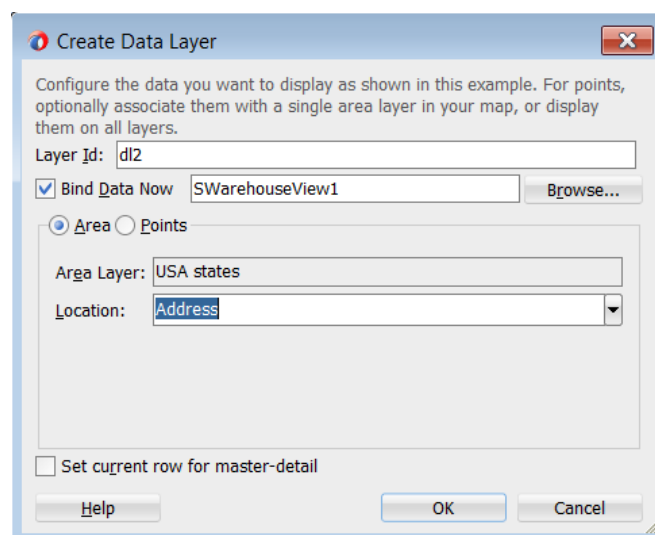 Create Data Layer
Configure the data you want to display as shown in this example. For points,
optionally associate them with a single area layer in your map, or display
them on all layers.
Layer Id: dl2
Bind Data Now SWarehouseView1 Browse...
Area Points
Area Layer: USA states
Location: Address
Set current row for master-detail
Help OK Cancel